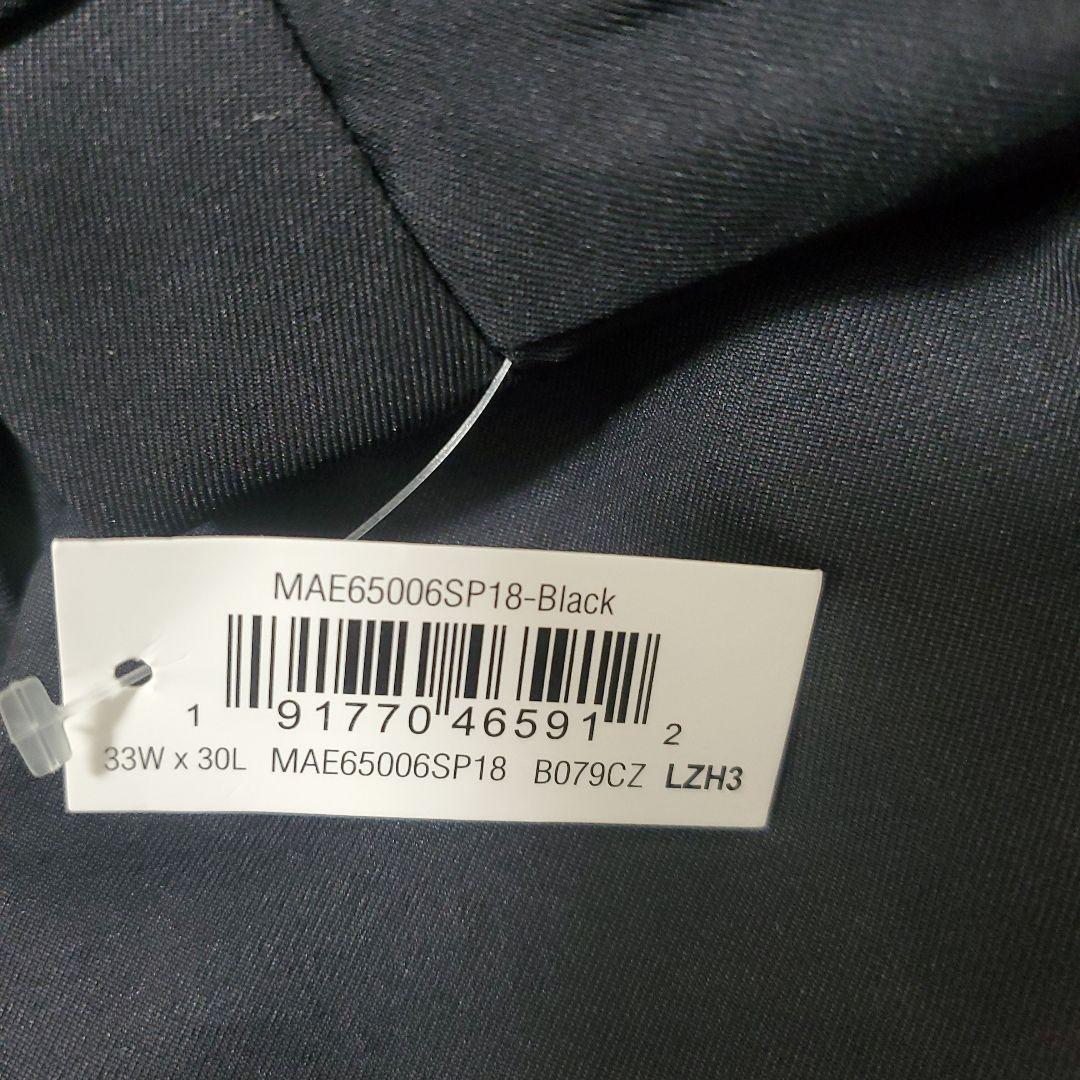 MAE65006SP18-Black
1 91770 46591 2
33W x 30L MAE65006SP18 B079CZ LZH3